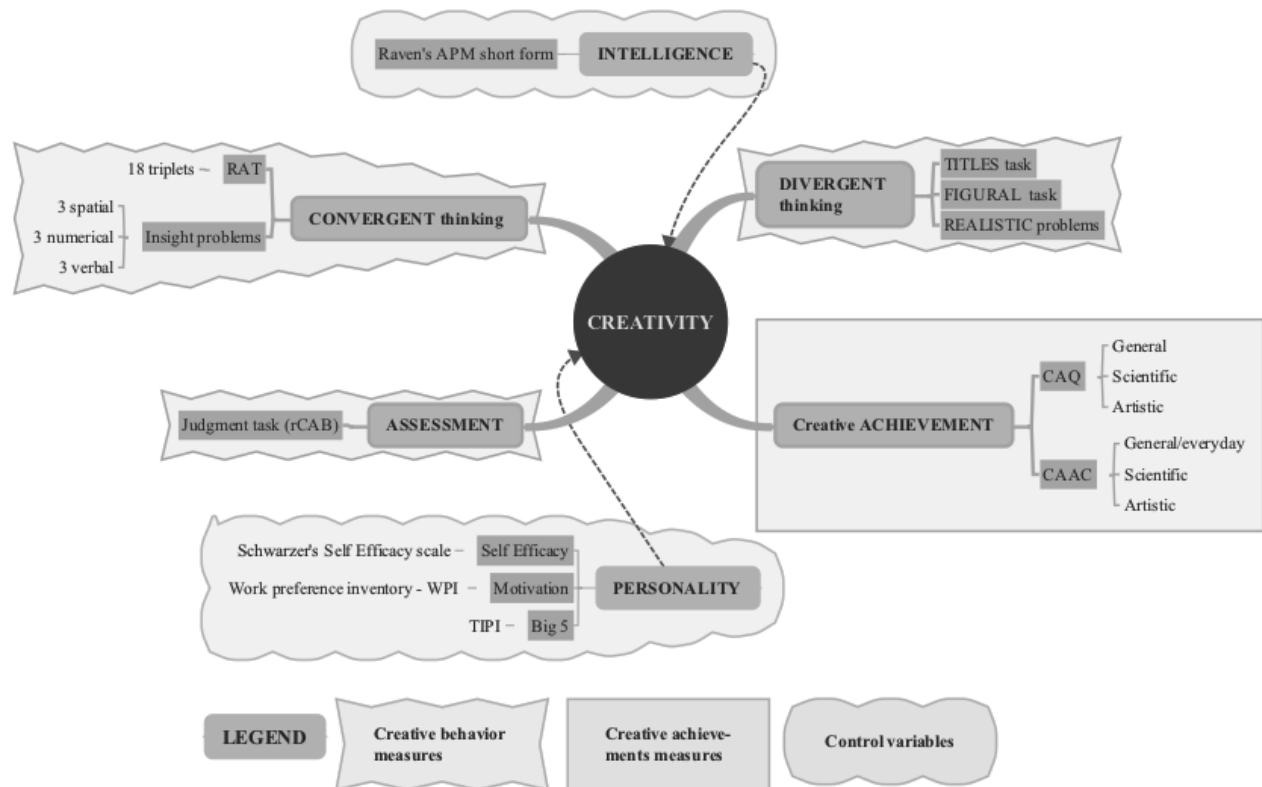 Raven's APM short form
INTELLIGENCE
18 triplets
RAT
3 spatial
3 numerical
3 verbal
Insight problems
CONVERGENT thinking
DIVERGENT
thinking
TITLES task
FIGURAL task
REALISTIC problems
CREATIVITY
Judgment task (rCAB)
ASSESSMENT
Creative ACHIEVEMENT
CAQ
General
Scientific
Artistic
CAAC
General/everyday
Scientific
Artistic
Schwarzer's Self Efficacy scale
Self Efficacy
Work preference inventory - WPI
Motivation
TIPI
Big 5
PERSONALITY
LEGEND
Creative behavior
measures
Creative achieve-
ments measures
Control variables